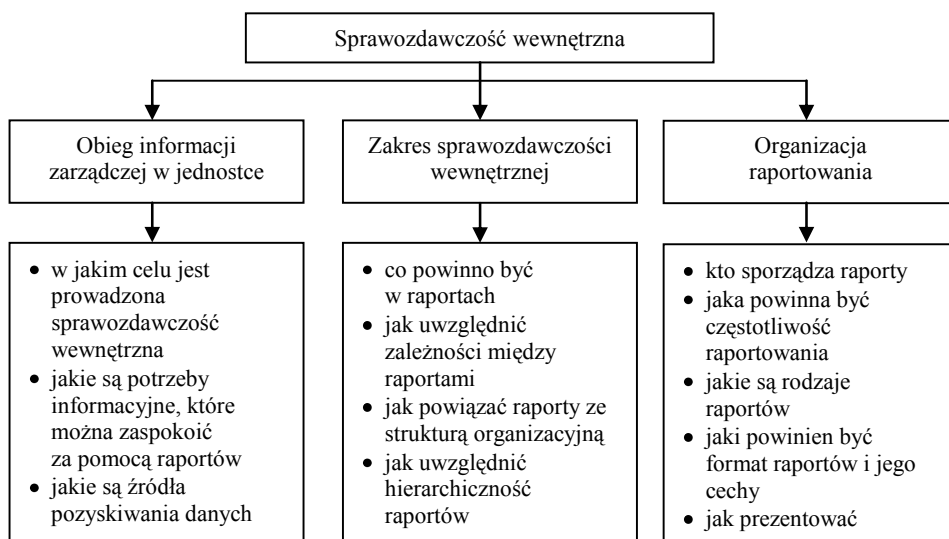 Sprawozdawczość wewnętrzna
Obieg informacji
zarządczej w jednostce
Zakres sprawozdawczości
wewnętrznej
Organizacja
raportowania
• w jakim celu jest
prowadzona
sprawozdawczość
wewnętrzna
• jakie są potrzeby
informacyjne, które
można zaspokoić
za pomocą raportów
• jakie są źródła
pozyskiwania danych
• co powinno być
w raportach
• jak uwzględnić
zależności między
raportami
• jak powiązać raporty ze
strukturą organizacyjną
• jak uwzględnić
hierarchiczność
raportów
• kto sporządza raporty
• jaka powinna być
częstotliwość
raportowania
• jakie są rodzaje
raportów
• jaki powinien być
format raportów i jego
cechy
• jak prezentować